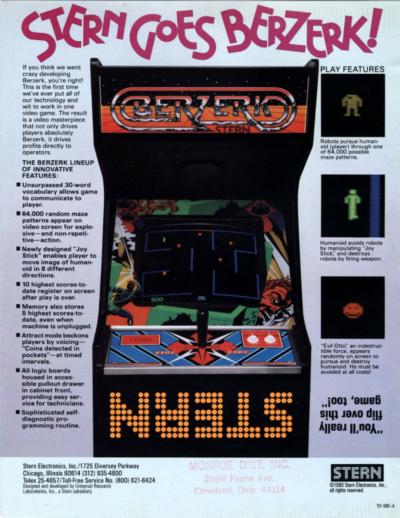 STERN GOES BERZERK!
If you think we went
crazy developing
Berzerk, you're right!
This is the first time
we've ever put all of
our technology and
wit to work in one
video game. The result
is a video masterpiece
that not only drives
players absolutely
Berzerk, it drives
profits directly to
operators.
THE BERZERK LINEUP
OF INNOVATIVE
FEATURES:
■ Unsurpassed 30-word
vocabulary allows game
to communicate to
player.
■ 64,000 random maze
patterns appear on
video screen for explo-
sive—and non-repeti-
tive—action.
■ Newly designed "Joy
Stick" enables player to
move image of human-
oid in 8 different
directions.
■ 10 highest scores-to-
date register on screen
after play is over.
■ Memory also stores
5 highest scores-to-
date, even when
machine is unplugged.
■ Attract mode beckons
players by voicing—
"Coins detected in
pockets"—at timed
intervals.
■ All logic boards
housed in acces-
sible pullout drawer
in cabinet front,
providing easy ser-
vice for technicians.
■ Sophisticated self-
diagnostic pro-
gramming routine.
BERZERK
STERN
FIRE
FIRE
STERN
PLAY FEATURES
Robots pursue human-
oid (player) through one
of 64,000 possible
maze patterns.
Humanoid avoids robots
by manipulating "Joy
Stick," and destroys
robots by firing weapon.
"Evil Otto," an indestruc-
tible force, appears
randomly on screen to
pursue and destroy
humanoid. He must be
avoided at all costs!
"You'll really
flip over this
game, too!"
Stern Electronics, Inc./1725 Diversey Parkway
Chicago, Illinois 60614 (312) 935-4600
Telex 25-4657/Toll-Free Service No. (800) 621-6424
Designed and developed by Universal Research
Laboratories, Inc., a Stern subsidiary.
MONROE DIST. INC.
2999 Payne Ave.
Cleveland, Ohio 44114
STERN
©1980 Stern Electronics, Inc.,
all rights reserved.